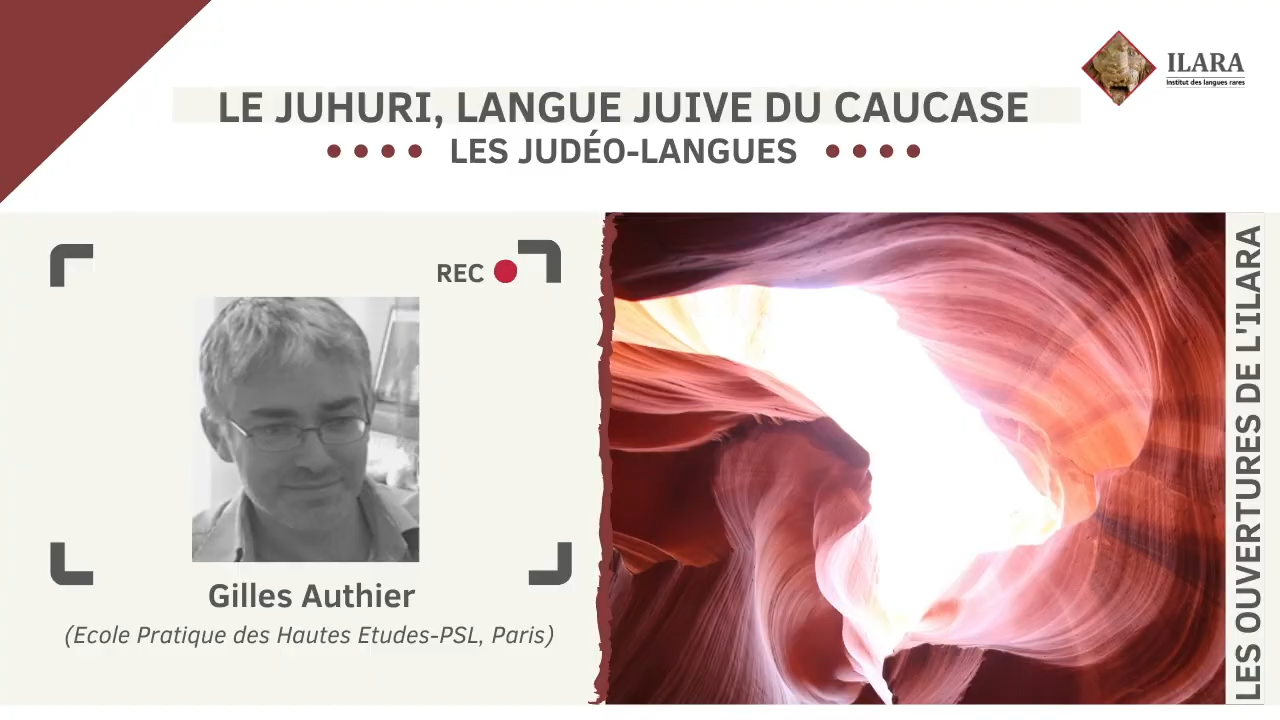 ILARA
Institut des langues rares
LE JUHURI, LANGUE JUIVE DU CAUCASE
LES JUDÉO-LANGUES
REC
Gilles Authier
(Ecole Pratique des Hautes Etudes-PSL, Paris)
LES OUVERTURES DE L'ILARA